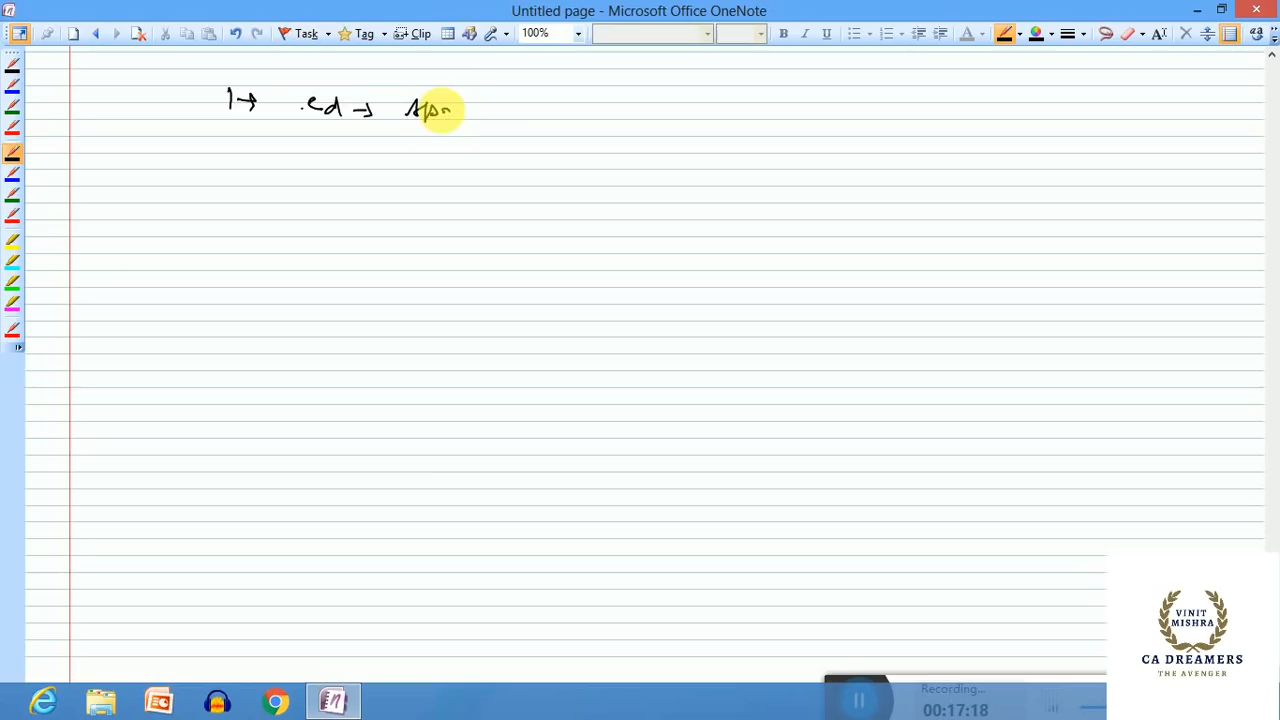 Untitled page - Microsoft Office OneNote
Task Tag Clip 100% B I U
1→ .ed →
Recording...
00:17:18
VINIT
MISHRA
CA DREAMERS
THE AVENGER